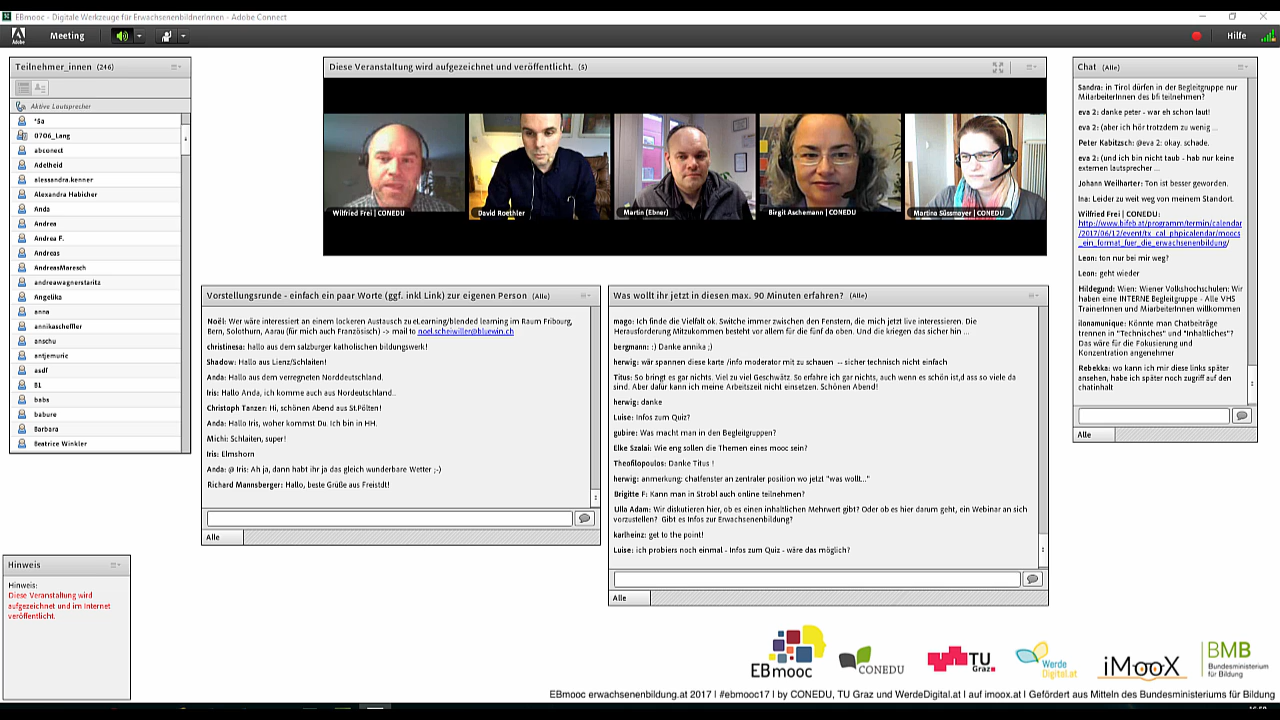 EBmooc - Digitale Werkzeuge für ErwachsenenbildnerInnen - Adobe Connect
Adobe
Meeting
Hilfe
Teilnehmer_innen (246)
Aktive Lautsprecher
*Sa
0706_Lang
abconect
Adelheid
alessandra.kenner
Alexandra Habicher
Anda
Andrea
Andrea F.
Andreas
AndreasMaresch
andreawagnerstaritz
Angelika
anna
annikascheffler
anschu
antjemuric
asdf
B1
babs
babure
Barbara
Beatrice Winkler
Diese Veranstaltung wird aufgezeichnet und veröffentlicht. (5)
Wilfried Frei | CONEDU
David Roethler
Martin (Ebner)
Birgit Aschemann | CONEDU
Martina Süssmayer | CONEDU
Vorstellungsrunde - einfach ein paar Worte (ggf. inkl Link) zur eigenen Person (Alle)
Noël: Wer wäre interessiert an einem lockeren Austausch zu eLearning/blended learning im Raum Fribourg,
Bern, Solothurn, Aarau (für mich auch Französisch) -> mail to noel.scheiwiller@bluewin.ch
christinesa: hallo aus dem salzburger katholischen bildungswerk!
Shadow: Hallo aus Lienz/Schlaiten!
Anda: Hallo aus dem verregneten Norddeutschland.
Iris: Hallo Anda, ich komme auch aus Nordeutschland..
Christoph Tanzer: Hi, schönen Abend aus St.Pölten!
Anda: Hallo Iris, woher kommst Du. Ich bin in HH.
Michi: Schlaiten, super!
Iris: Elmshorn
Anda: @ Iris: Ah ja, dann habt ihr ja das gleich wunderbare Wetter ;-)
Richard Mannsberger: Hallo, beste Grüße aus Freistdt!
Alle
Was wollt ihr jetzt in diesen max. 90 Minuten erfahren? (Alle)
mago: Ich finde die Vielfalt ok. Switche immer zwischen den Fenstern, die mich jetzt live interessieren. Die
Herausforderung Mitzukommen besteht vor allem für die fünf da oben. Und die kriegen das sicher hin ...
bergmann: :) Danke annika ;)
herwig: wär spannen diese karte /info moderator mit zu schauen -- sicher technisch nicht einfach
Titus: So bringt es gar nichts. Viel zu viel Geschwätz. So erfahre ich gar nichts, auch wenn es schön ist,d ass so viele da
sind. Aber dafür kann ich meine Arbeitszeit nicht einsetzen. Schönen Abend!
herwig: danke
Luise: Infos zum Quiz?
gubire: Was macht man in den Begleitgruppen?
Elke Szalai: Wie eng sollen die Themen eines mooc sein?
Theofilopoulos: Danke Titus !
herwig: anmerkung: chatfenster an zentraler position wo jetzt "was wollt..."
Brigitte F: Kann man in Strobl auch online teilnehmen?
Ulla Adam: Wir diskutieren hier, ob es einen inhaltlichen Mehrwert gibt? Oder ob es hier darum geht, ein Webinar an sich
vorzustellen? Gibt es Infos zur Erwachsenenbildung?
karlheinz: get to the point!
Luise: ich probiers noch einmal - Infos zum Quiz - wäre das möglich?
Alle
Chat (Alle)
Sandra: in Tirol dürfen in der Begleitgruppe nur
MitarbeiterInnen des bfi teilnehmen?
eva 2: danke peter - war eh schon laut!
eva 2: (aber ich hör trotzdem zu wenig ...
Peter Kabitzsch: @eva 2: okay. schade.
eva 2: (und ich bin nicht taub - hab nur keine
externen lautsprecher ...
Johann Weilharter: Ton ist besser geworden.
Ina: Leider zu weit weg von meinem Standort.
Wilfried Frei | CONEDU:
http://www.bifeb.at/programm/termin/calendar
/2017/06/12/event/tx_cal_phpicalendar/moocs
_ein_format_fuer_die_erwachsenenbildung/
Leon: ton nur bei mir weg?
Leon: geht wieder
Hildegund: Wien: Wiener Volkshochschulen: Wir
haben eine INTERNE Begleitgruppe - Alle VHS
TrainerInnen und MiarbeiterInnen willkommen
ilonamunique: Könnte man Chatbeiträge
trennen in "Technisches" und "Inhaltliches"?
Das wäre für die Fokusierung und
Konzentration angenehmer
Rebekka: wo kann ich mir diese links später
ansehen, habe ich später noch zugriff auf den
chatinhalt
Alle
Hinweis
Hinweis:
Diese Veranstaltung wird
aufgezeichnet und im Internet
veröffentlicht.
EBmooc
CONEDU
TU
Graz
Werde
Digital.at
iMooX
BMB
Bundesministerium
für Bildung
EBmooc erwachsenenbildung.at 2017 I #ebmooc17 I by CONEDU, TU Graz und WerdeDigital.at I auf imoox.at I Gefördert aus Mitteln des Bundesministeriums für Bildung